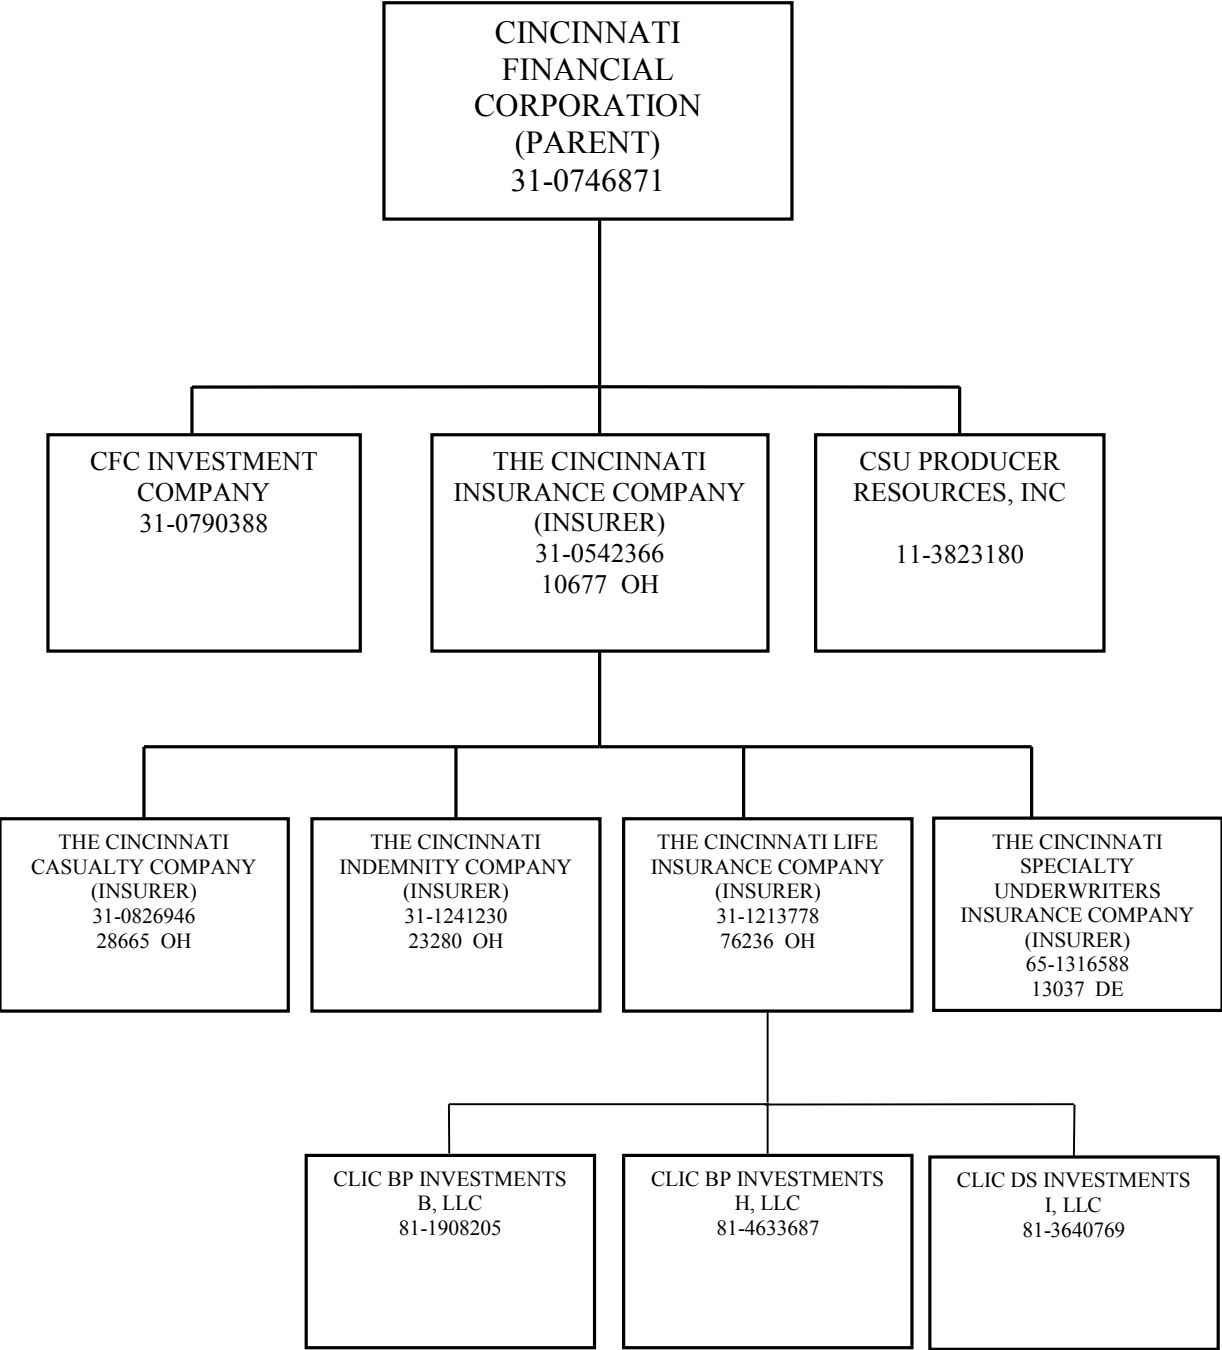 CINCINNATI
FINANCIAL
CORPORATION
(PARENT)
31-0746871
CFC INVESTMENT
COMPANY
31-0790388
THE CINCINNATI
INSURANCE COMPANY
(INSURER)
31-0542366
10677 OH
CSU PRODUCER
RESOURCES, INC
11-3823180
THE CINCINNATI
CASUALTY COMPANY
(INSURER)
31-0826946
28665 OH
THE CINCINNATI
INDEMNITY COMPANY
(INSURER)
31-1241230
23280 OH
THE CINCINNATI LIFE
INSURANCE COMPANY
(INSURER)
31-1213778
76236 OH
THE CINCINNATI
SPECIALTY
UNDERWRITERS
INSURANCE COMPANY
(INSURER)
65-1316588
13037 DE
CLIC BP INVESTMENTS
B, LLC
81-1908205
CLIC BP INVESTMENTS
H, LLC
81-4633687
CLIC DS INVESTMENTS
I, LLC
81-3640769